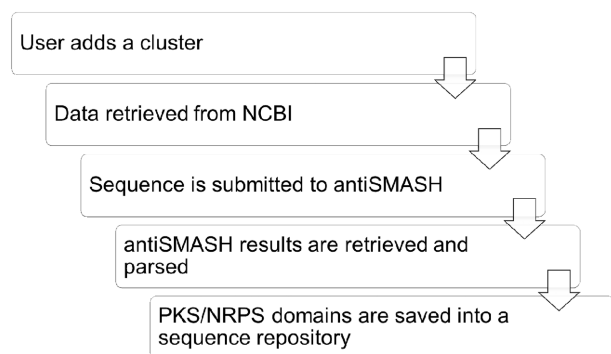 User adds a cluster
Data retrieved from NCBI
Sequence is submitted to antiSMASH
antiSMASH results are retrieved and
parsed
PKS/NRPS domains are saved into a
sequence repository